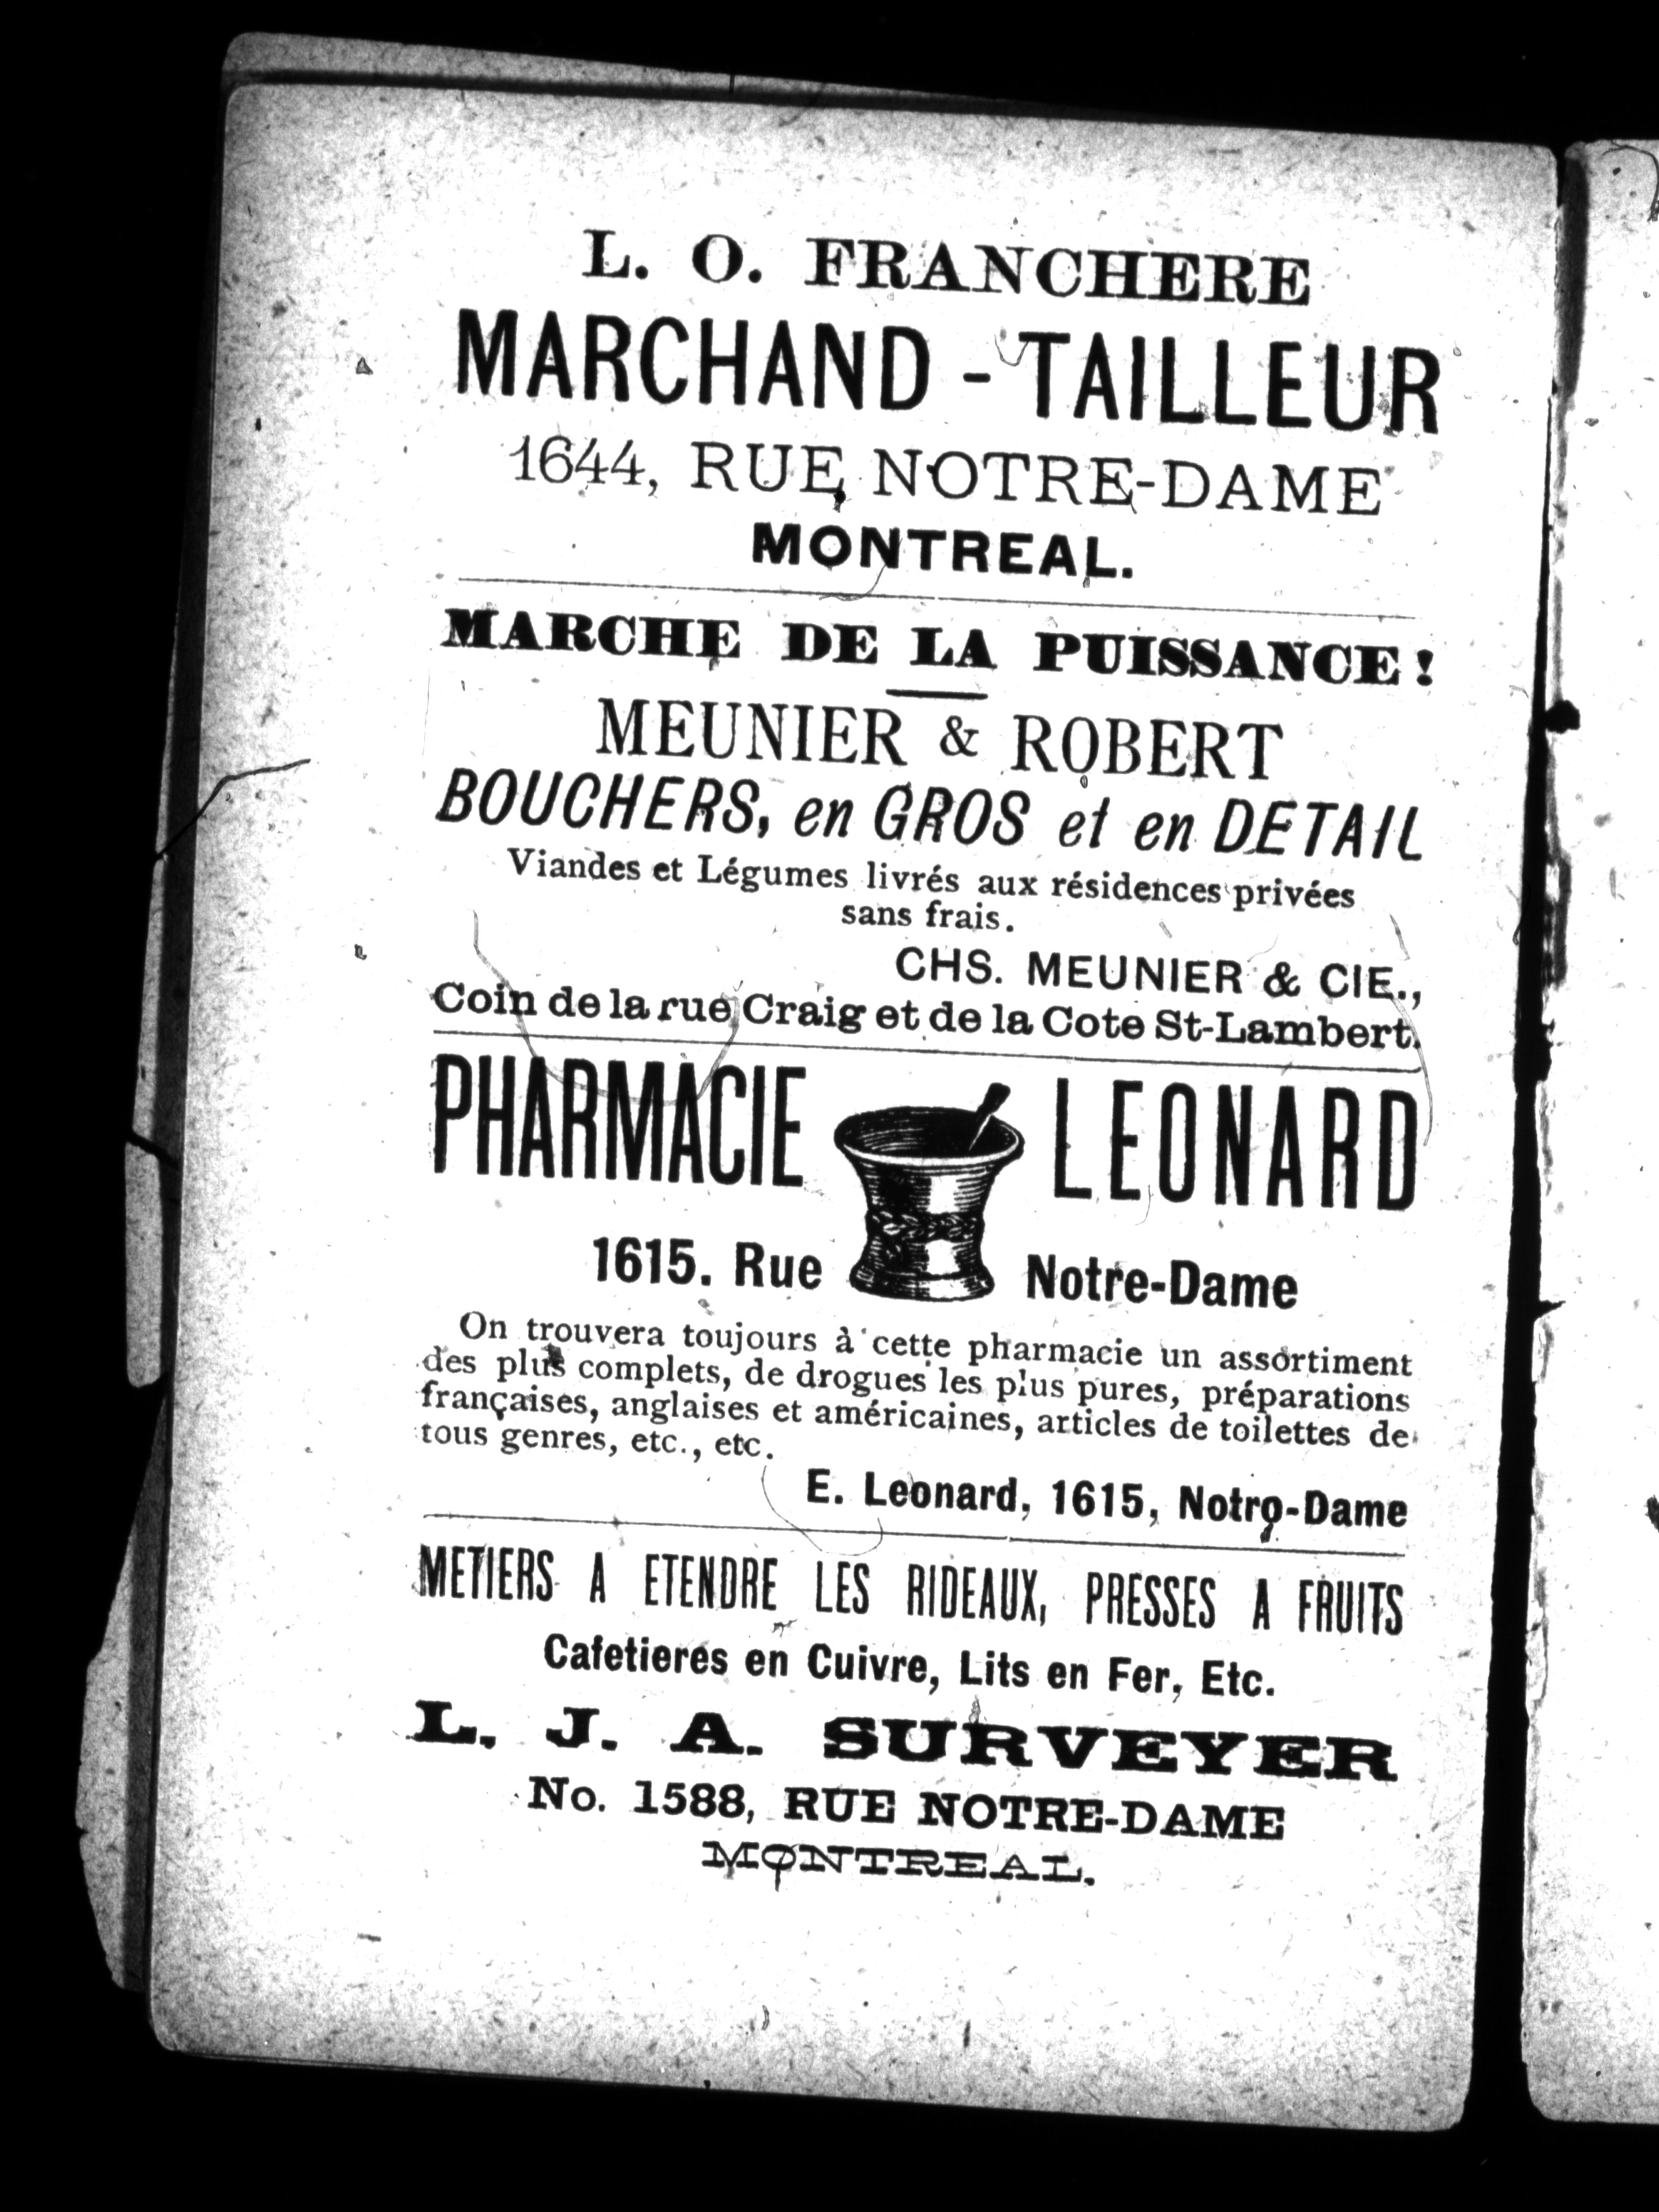 L. O. FRANCHERE
MARCHAND - TAILLEUR
1644, RUE NOTRE-DAME
MONTREAL.
MARCHE DE LA PUISSANCE!
MEUNIER & ROBERT
BOUCHERS, en GROS et en DETAIL
Viandes et Légumes livrés aux résidences privées
sans frais.
CHS. MEUNIER & CIE.,
Coin de la rue Craig et de la Cote St-Lambert.
PHARMACIE LEONARD
1615. Rue Notre-Dame
On trouvera toujours à cette pharmacie un assortiment
des plus complets, de drogues les plus pures, préparations
françaises, anglaises et américaines, articles de toilettes de
tous genres, etc., etc.
E. Leonard, 1615, Notre-Dame
METIERS A ETENDRE LES RIDEAUX, PRESSES A FRUITS
Cafetieres en Cuivre, Lits en Fer, Etc.
L. J. A. SURVEYER
No. 1588, RUE NOTRE-DAME
MONTREAL.